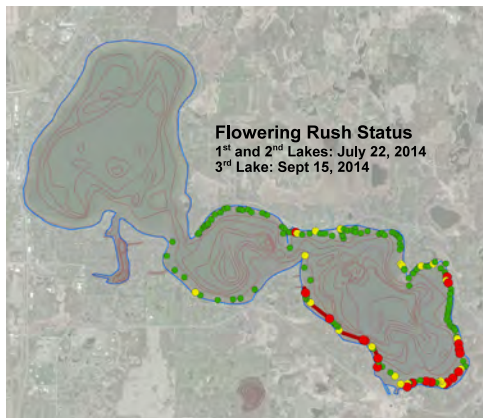 Flowering Rush Status
1st and 2nd Lakes: July 22, 2014
3rd Lake: Sept 15, 2014